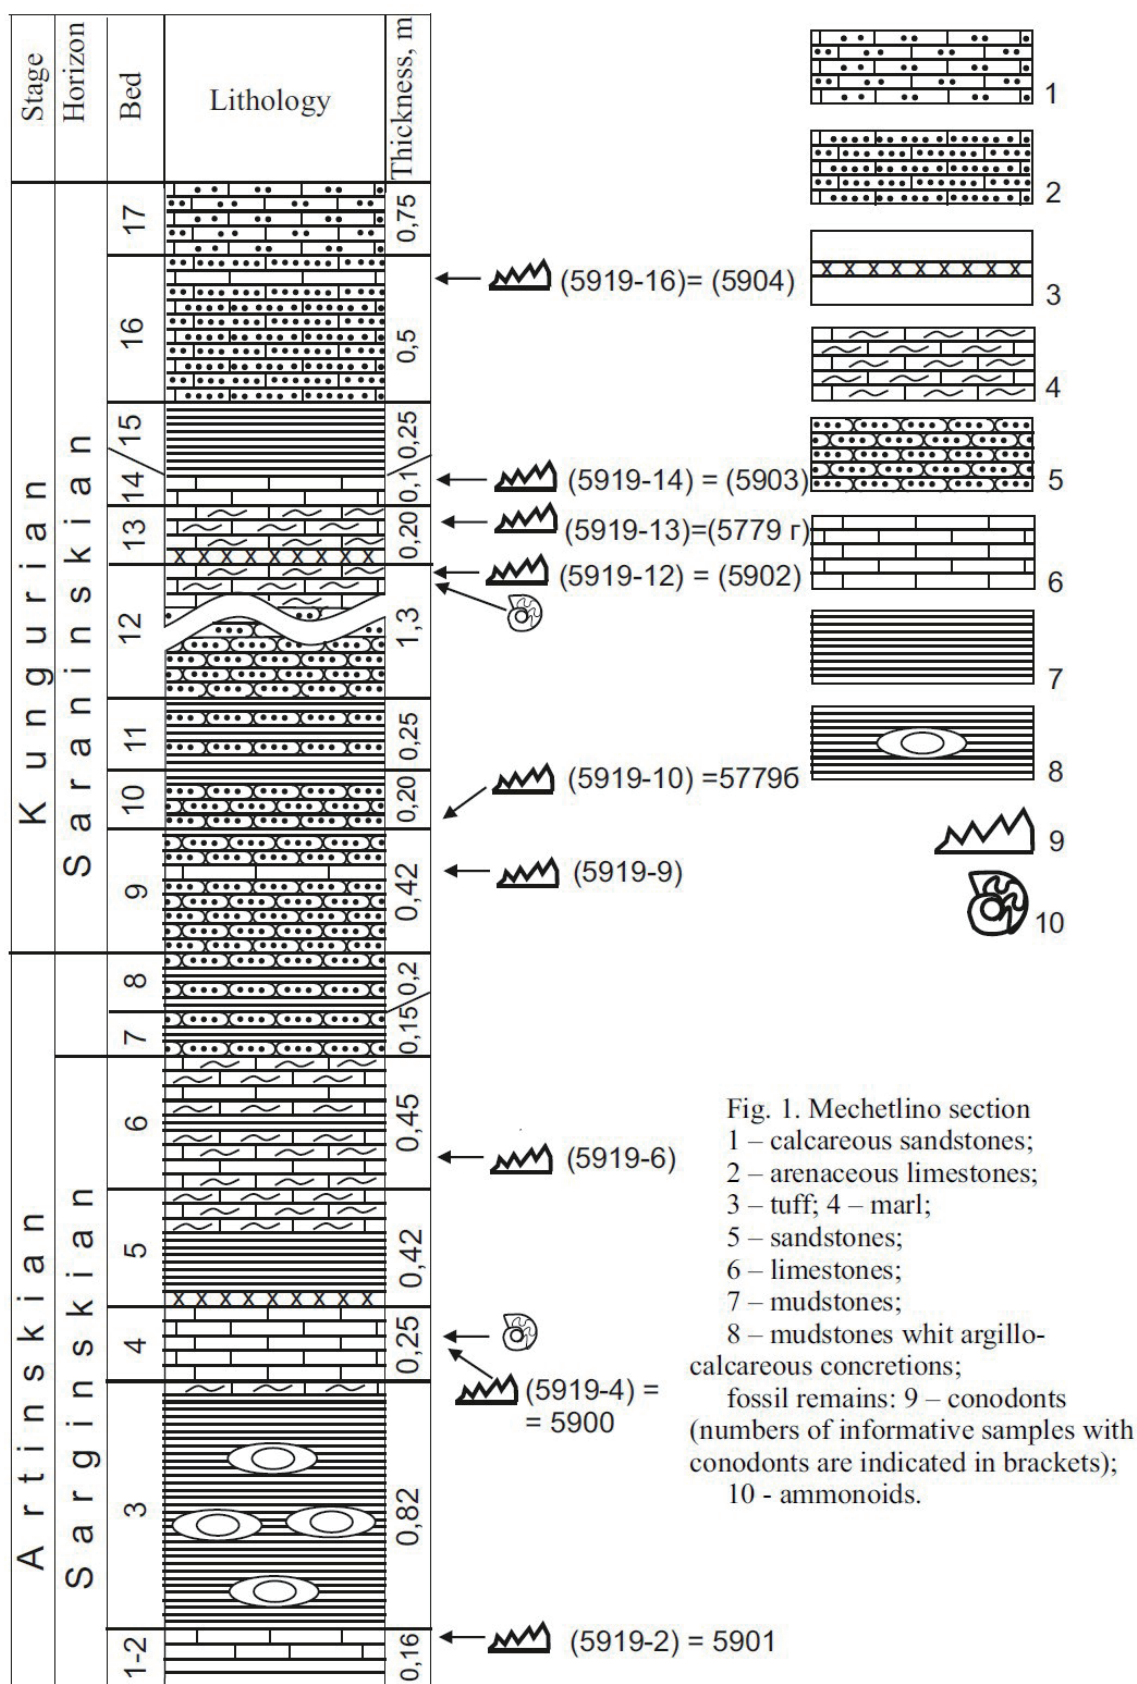 Stage
Horizon
Bed
Lithology
Thickness, m
Kungurian
Artinskian
Saraninskian
Sarginskian
17
0,75
16
0,5
15
0,25
14
0,1
13
0,20
12
1,3
11
0,25
10
0,20
9
0,42
8
0,2
7
0,15
6
0,45
5
0,42
4
0,25
3
0,82
1-2
0,16
X X X X X X X X X
X X X X X X X X X
(5919-16)= (5904)
(5919-14) = (5903)
(5919-13)=(5779 г)
(5919-12) = (5902)
(5919-10) =5779б
(5919-9)
(5919-6)
(5919-4) =
= 5900
(5919-2) = 5901
1
2
X X X X X X X X X
3
4
5
6
7
8
9
10
Fig. 1. Mechetlino section
1 – calcareous sandstones;
2 – arenaceous limestones;
3 – tuff; 4 – marl;
5 – sandstones;
6 – limestones;
7 – mudstones;
8 – mudstones whit argillo-
calcareous concretions;
fossil remains: 9 – conodonts
(numbers of informative samples with
conodonts are indicated in brackets);
10 - ammonoids.